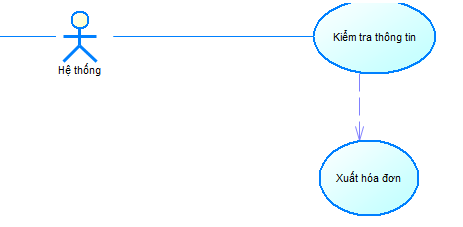 Kiểm tra thông tin
Hệ thống
Xuất hóa đơn